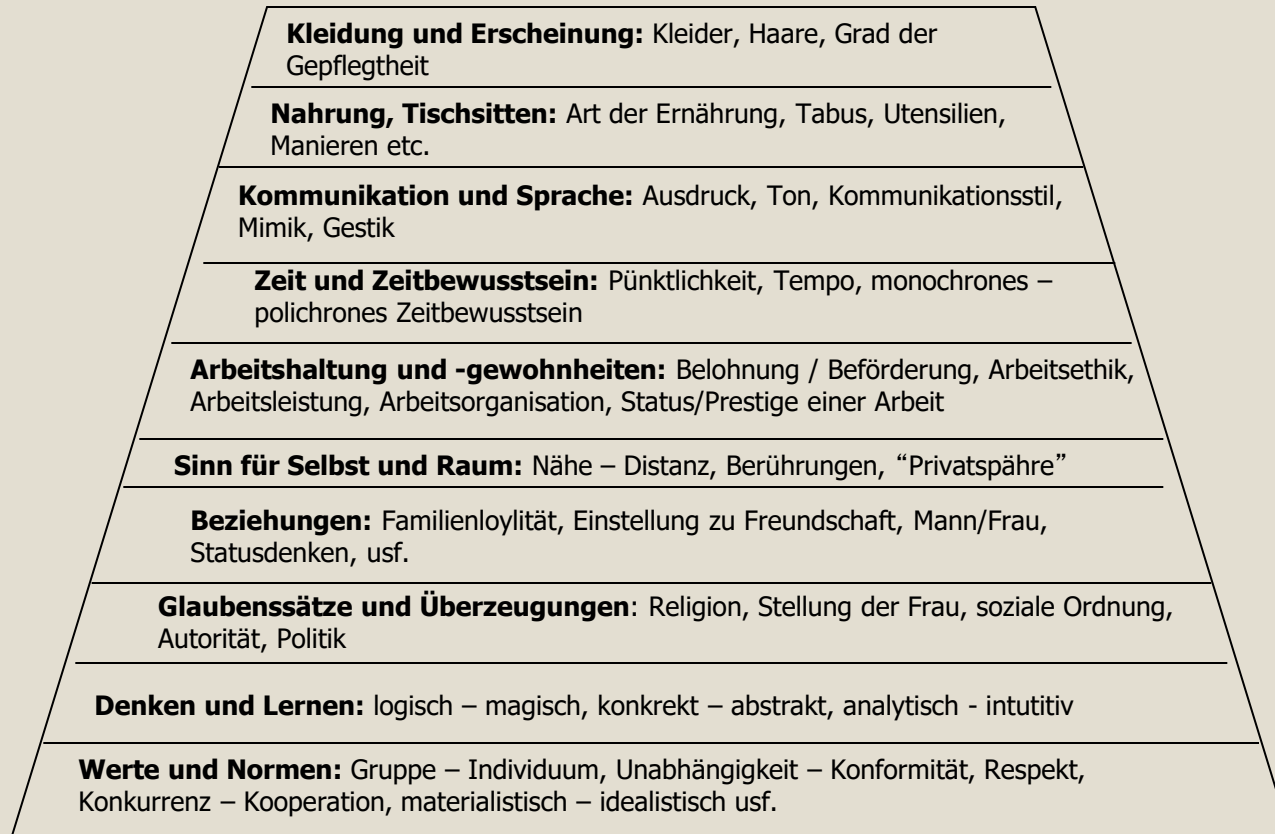 Kleidung und Erscheinung: Kleider, Haare, Grad der
Gepflegtheit
Nahrung, Tischsitten: Art der Ernährung, Tabus, Utensilien,
Manieren etc.
Kommunikation und Sprache: Ausdruck, Ton, Kommunikationsstil,
Mimik, Gestik
Zeit und Zeitbewusstsein: Pünktlichkeit, Tempo, monochrones –
polichrones Zeitbewusstsein
Arbeitshaltung und -gewohnheiten: Belohnung / Beförderung, Arbeitsethik,
Arbeitsleistung, Arbeitsorganisation, Status/Prestige einer Arbeit
Sinn für Selbst und Raum: Nähe – Distanz, Berührungen, “Privatspähre”
Beziehungen: Familienloylität, Einstellung zu Freundschaft, Mann/Frau,
Statusdenken, usf.
Glaubenssätze und Überzeugungen: Religion, Stellung der Frau, soziale Ordnung,
Autorität, Politik
Denken und Lernen: logisch – magisch, konkrekt – abstrakt, analytisch - intutitiv
Werte und Normen: Gruppe – Individuum, Unabhängigkeit – Konformität, Respekt,
Konkurrenz – Kooperation, materialistisch – idealistisch usf.